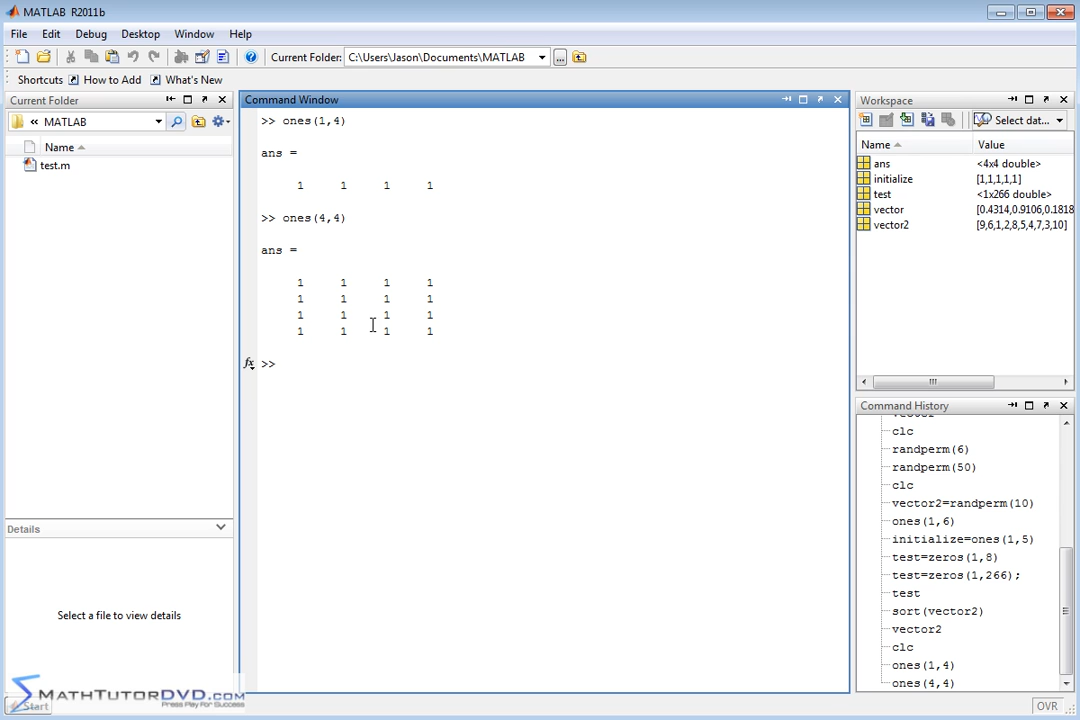 MATLAB R2011b
File Edit Debug Desktop Window Help
Current Folder: C:\Users\Jason\Documents\MATLAB ...
Shortcuts How to Add What's New
Current Folder
« MATLAB
Name
test.m
Details
Select a file to view details
MATHTUTORDVD.COM
Press Play For Success
Start
Command Window
>> ones(1,4)
ans =
1 1 1 1
>> ones(4,4)
ans =
1 1 1 1
1 1 1 1
1 1 1 1
1 1 1 1
fx >>
Workspace
Select dat...
Name Value
ans <4x4 double>
initialize [1,1,1,1,1]
test <1x266 double>
vector [0.4314,0.9106,0.1818
vector2 [9,6,1,2,8,5,4,7,3,10]
Command History
clc
randperm(6)
randperm(50)
clc
vector2=randperm(10)
ones(1,6)
initialize=ones(1,5)
test=zeros(1,8)
test=zeros(1,266);
test
sort(vector2)
vector2
clc
ones(1,4)
ones(4,4)
OVR